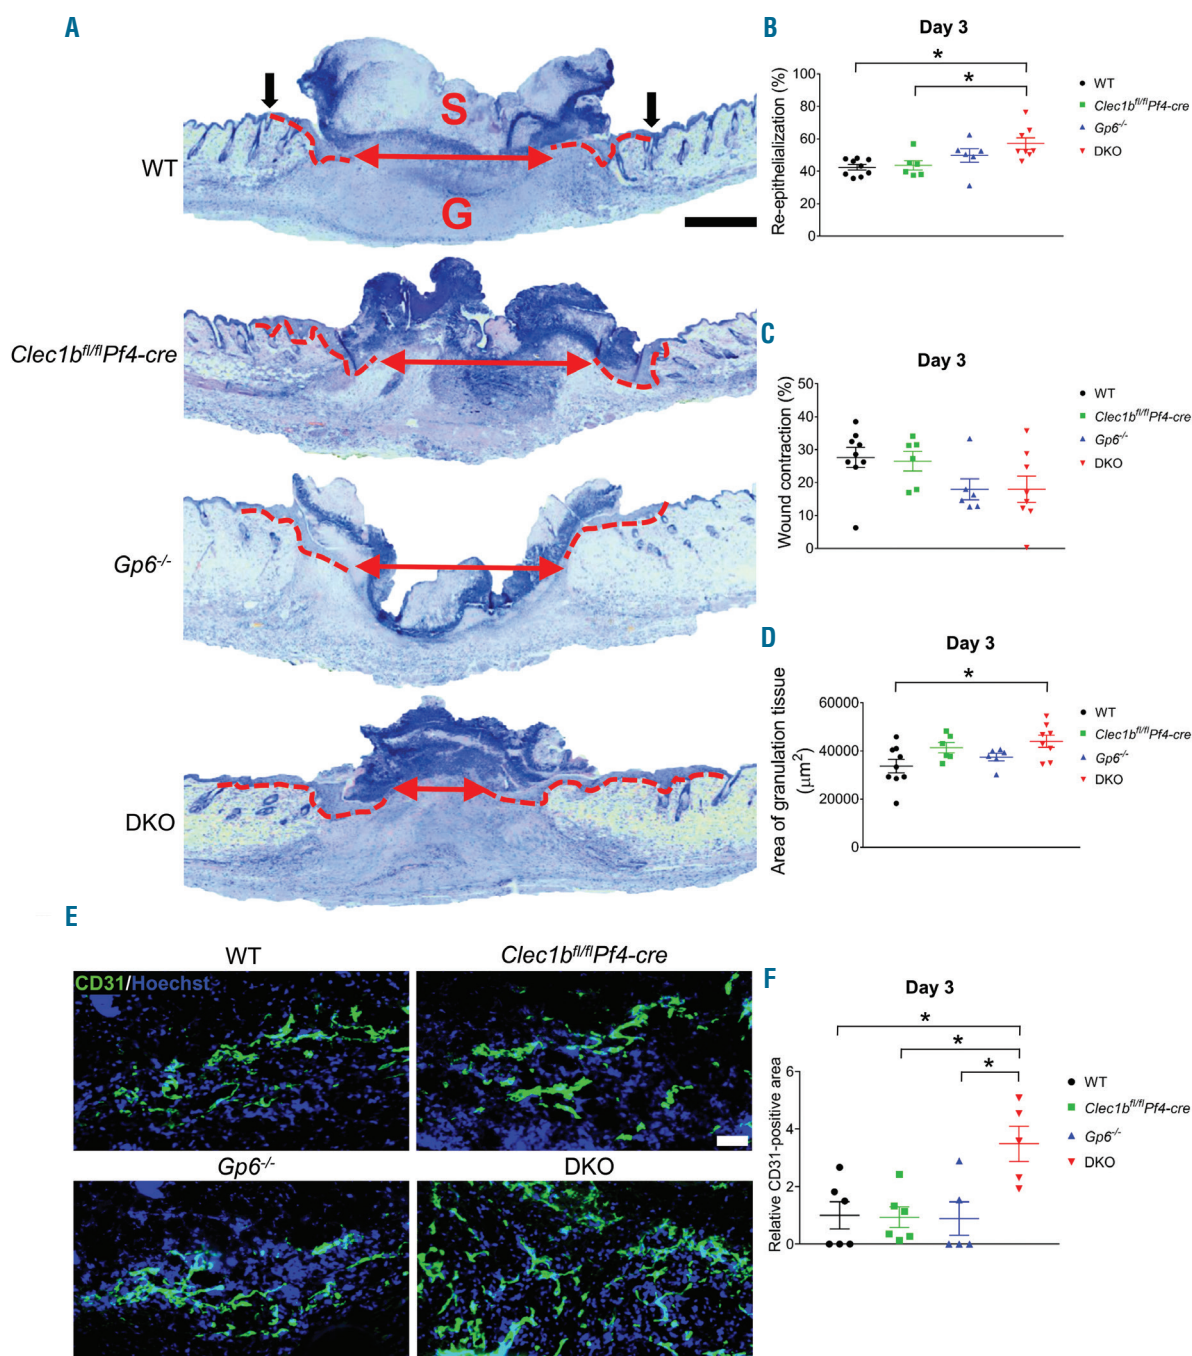 A
WT
S
G
Clec1bfl/flPf4-cre
Gp6-/-
DKO
B
Day 3
*
*
Re-epithelialization (%)
100
80
60
40
20
0
WT
Clec1bfl/flPf4-cre
Gp6-/-
DKO
C
Day 3
Wound contraction (%)
50
40
30
20
10
0
WT
Clec1bfl/flPf4-cre
Gp6-/-
DKO
D
Day 3
*
Area of granulation tissue
(μm2)
60000
40000
20000
0
WT
Clec1bfl/flPf4-cre
Gp6-/-
DKO
E
WT
Clec1bfl/flPf4-cre
CD31/Hoechst
Gp6-/-
DKO
F
Day 3
*
*
*
Relative CD31-positive area
6
4
2
0
WT
Clec1bfl/flPf4-cre
Gp6-/-
DKO